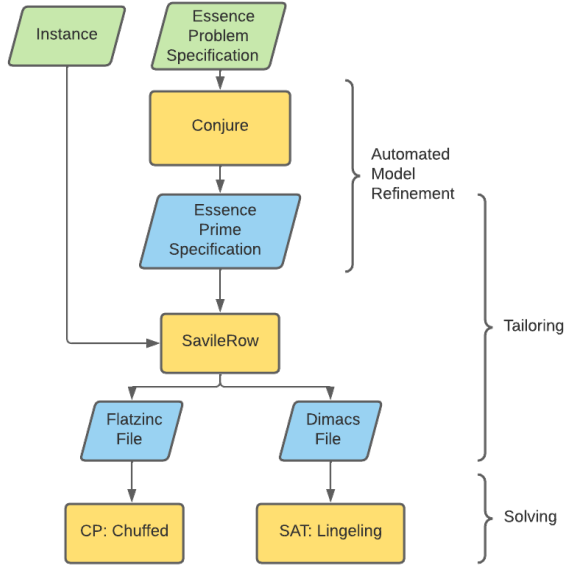 Instance
Essence
Problem
Specification
Conjure
Automated
Model
Refinement
Essence
Prime
Specification
Tailoring
SavileRow
Flatzinc
File
Dimacs
File
CP: Chuffed
SAT: Lingeling
Solving